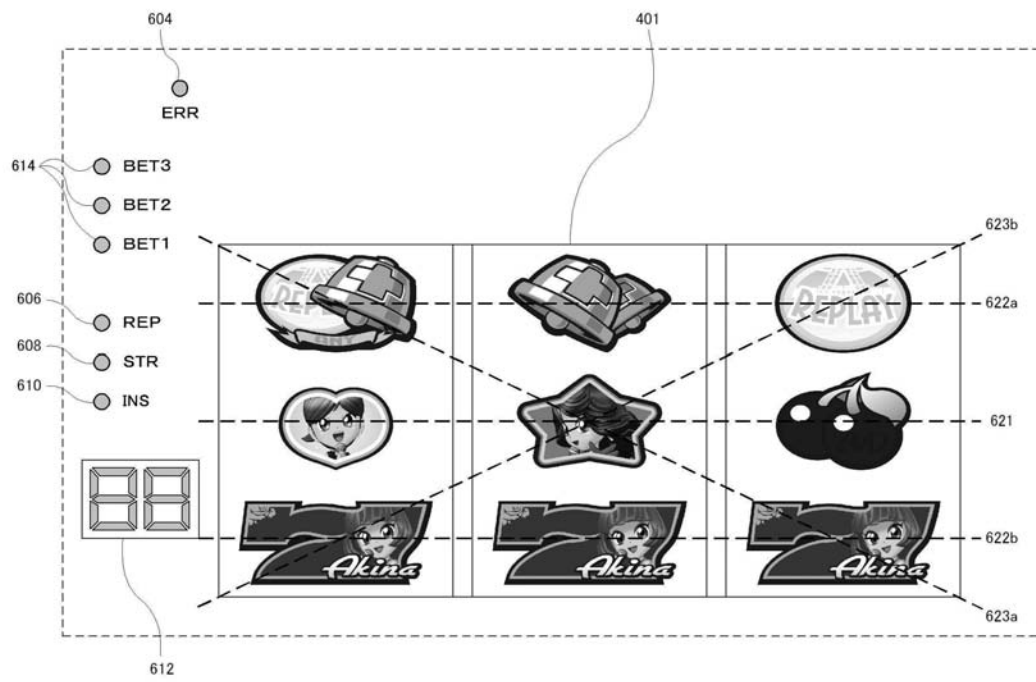 604
401
ERR
614
BET3
BET2
BET1
623b
REPLAY
622a
606
REP
608
STR
610
INS
621
Akina
Akina
Akina
622b
623a
612